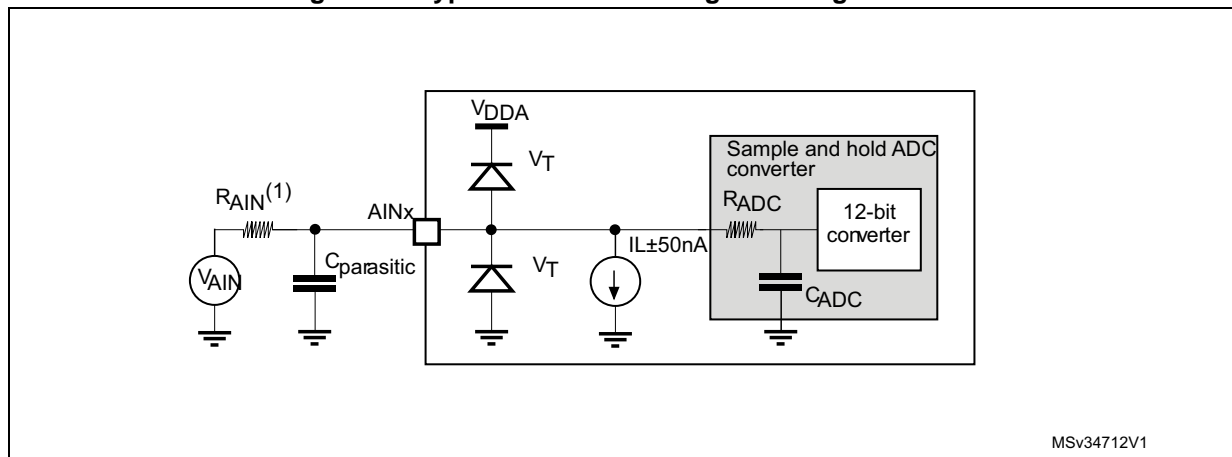 VDDA
VT
Sample and hold ADC
converter
RAIN(1)
AINx
RADC
12-bit
converter
IL±50nA
VAIN
Cparasitic
VT
CADC
MSv34712V1